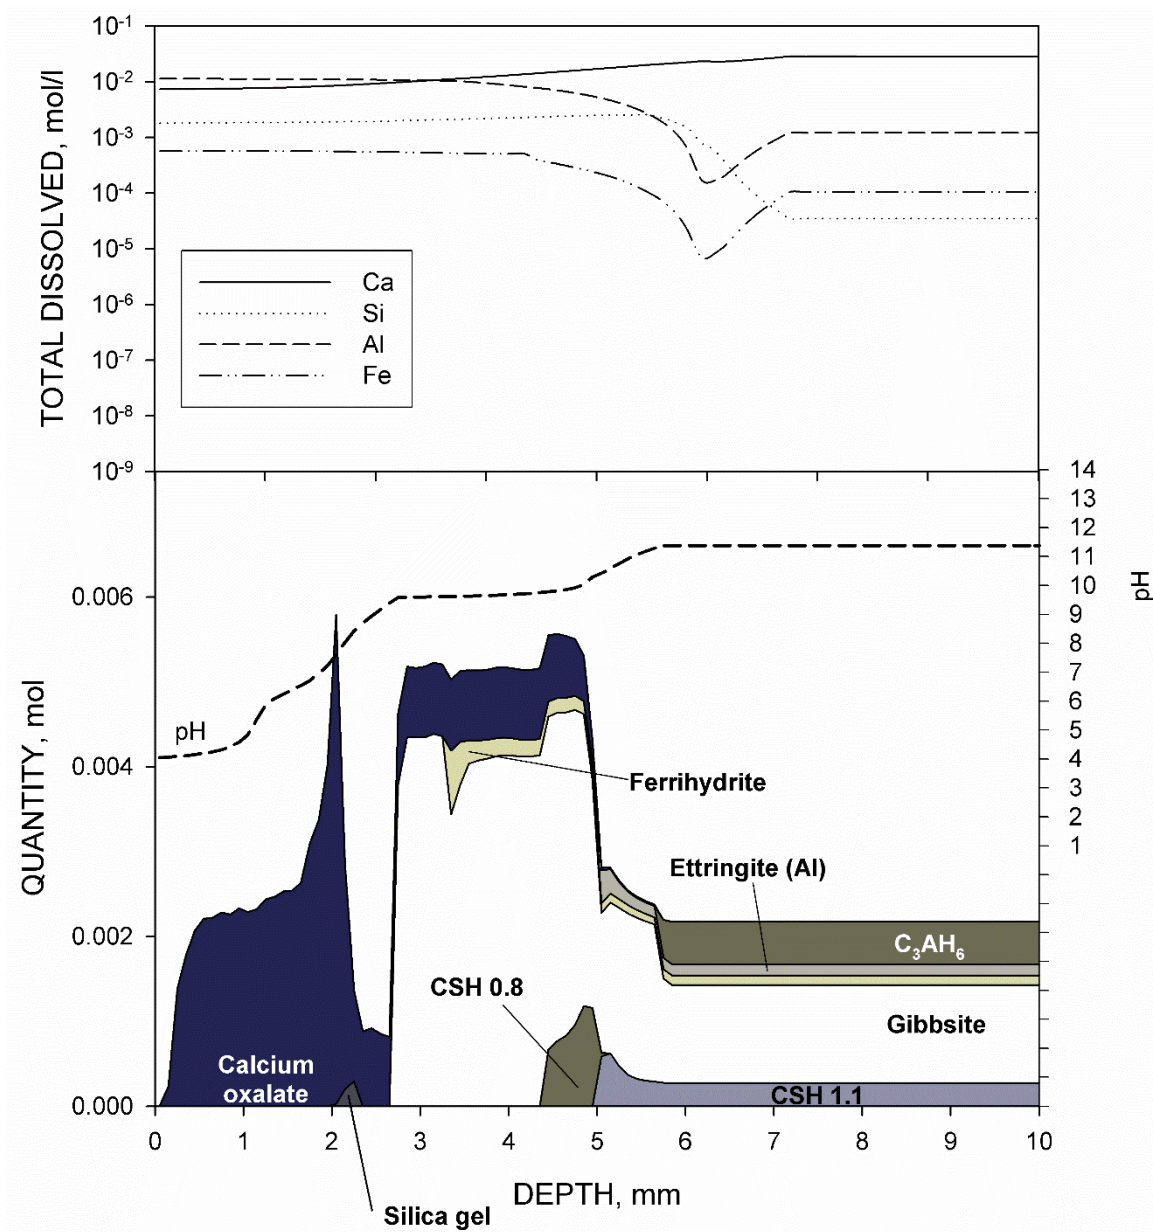 10-1
10-2
10-3
10-4
10-5
10-6
10-7
10-8
10-9
TOTAL DISSOLVED, mol/l
Ca
Si
Al
Fe
14
13
12
11
10
9
8
7
6
5
4
3
2
1
pH
0.006
0.004
0.002
0.000
QUANTITY, mol
pH
Ferrihydrite
Ettringite (Al)
C3AH6
CSH 0.8
Gibbsite
Calcium
oxalate
CSH 1.1
0 1 2 3 4 5 6 7 8 9 10
DEPTH, mm
Silica gel